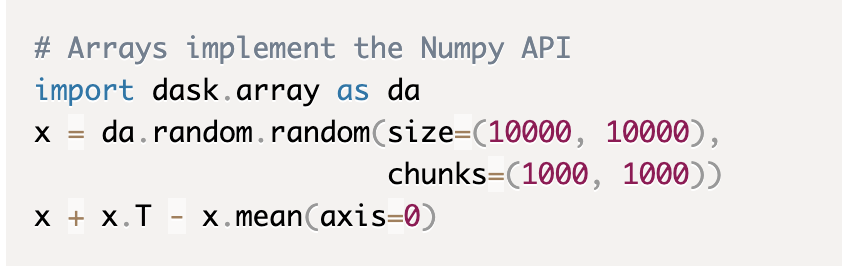 # Arrays implement the Numpy API
import dask.array as da
x = da.random.random(size=(10000, 10000),
                     chunks=(1000, 1000))
x + x.T - x.mean(axis=0)